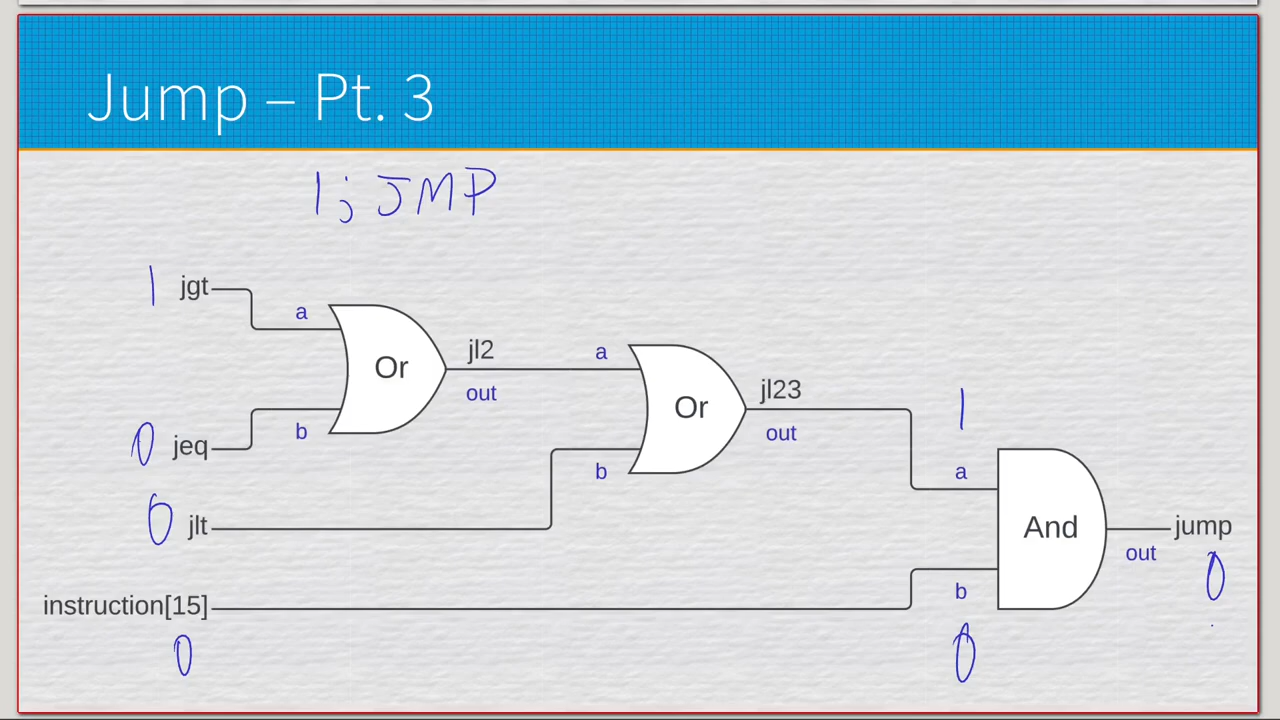 Jump – Pt. 3
1; JMP
1 jgt
a
Or
b
jl2
out
0 jeq
0 jlt
a
Or
b
jl23
out
1
a
And
b
0
jump
out
0
instruction[15]
0